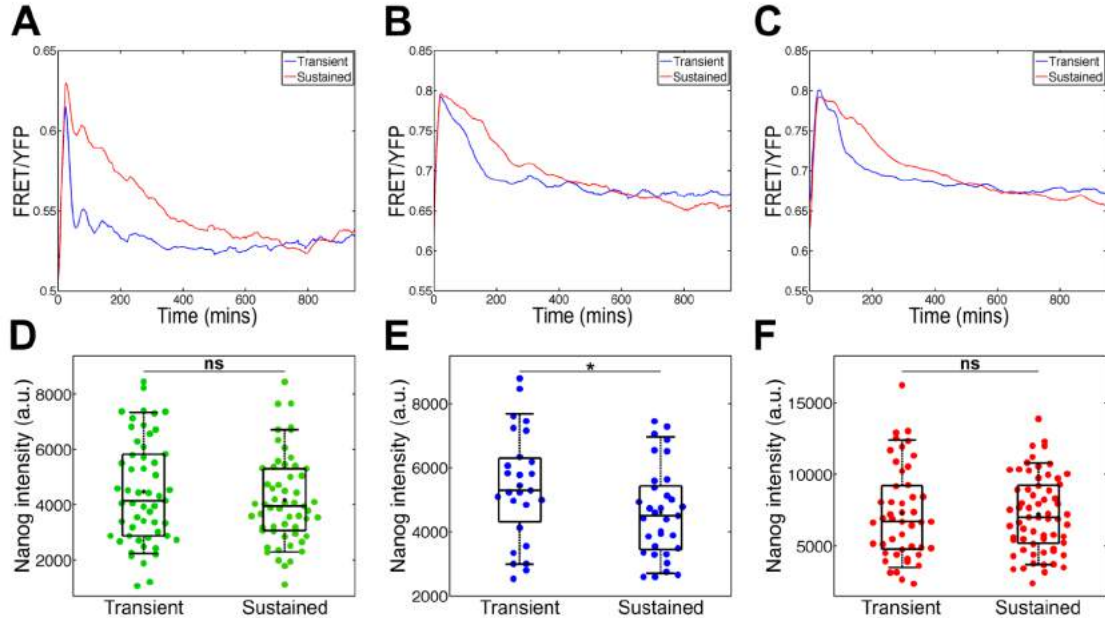 A
B
C
0.65
0.6
0.55
0.5
FRET/YFP
Transient
Sustained
0 200 400 600 800
Time (mins)
0.85
0.8
0.75
0.7
0.65
0.6
0.55
FRET/YFP
Transient
Sustained
0 200 400 600 800
Time (mins)
0.85
0.8
0.75
0.7
0.65
0.6
0.55
FRET/YFP
Transient
Sustained
0 200 400 600 800
Time (mins)
D
E
F
ns
Nanog intensity (a.u.)
8000
6000
4000
2000
Transient Sustained
*
Nanog intensity (a.u.)
8000
6000
4000
2000
Transient Sustained
ns
Nanog intensity (a.u.)
15000
10000
5000
Transient Sustained